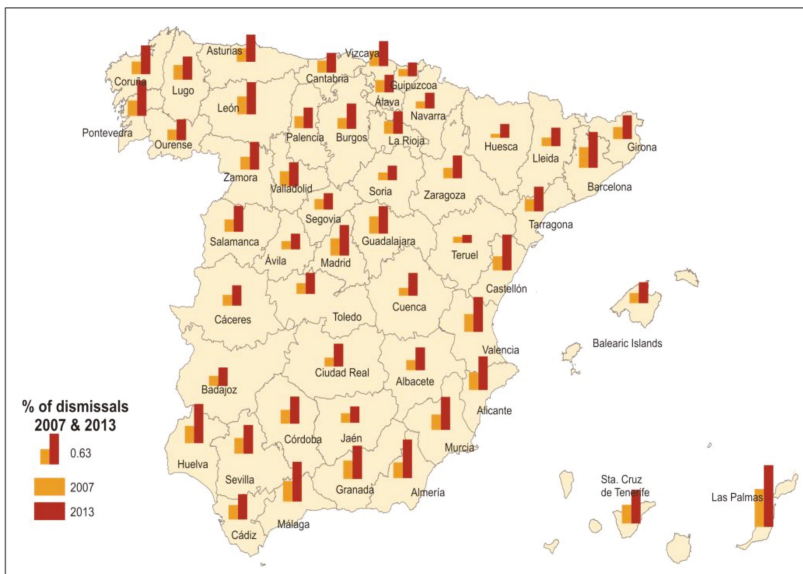 Asturias
Vizcaya
Coruña
Lugo
Cantabria
Guipuzcoa
León
Álava
Navarra
Pontevedra
Ourense
Palencia
Burgos
La Rioja
Huesca
Lleida
Girona
Zamora
Valladolid
Soria
Zaragoza
Barcelona
Segovia
Tarragona
Salamanca
Ávila
Madrid
Guadalajara
Teruel
Castellón
Cáceres
Toledo
Cuenca
Balearic Islands
Valencia
Ciudad Real
Albacete
Badajoz
Alicante
% of dismissals
2007 & 2013
0.63
2007
2013
Huelva
Sevilla
Córdoba
Jaén
Murcia
Granada
Almería
Cádiz
Málaga
Sta. Cruz
de Tenerife
Las Palmas